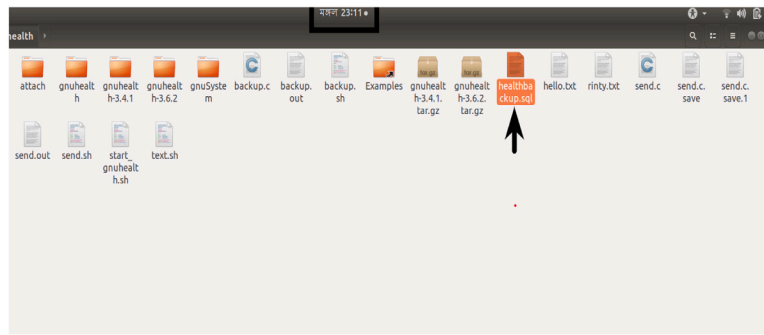 মঙ্গল 23:11
health
attach gnuhealt gnuhealt gnuhealt gnuSyste backup.c backup. backup. Examples gnuhealt gnuhealt healthba hello.txt rinty.txt send.c send.c. send.c.
h h-3.4.1 h-3.6.2 m out sh h-3.4.1. h-3.6.2. ckup.sql save save.1
tar.gz tar.gz
send.out send.sh start_ text.sh
gnuhealt
h.sh